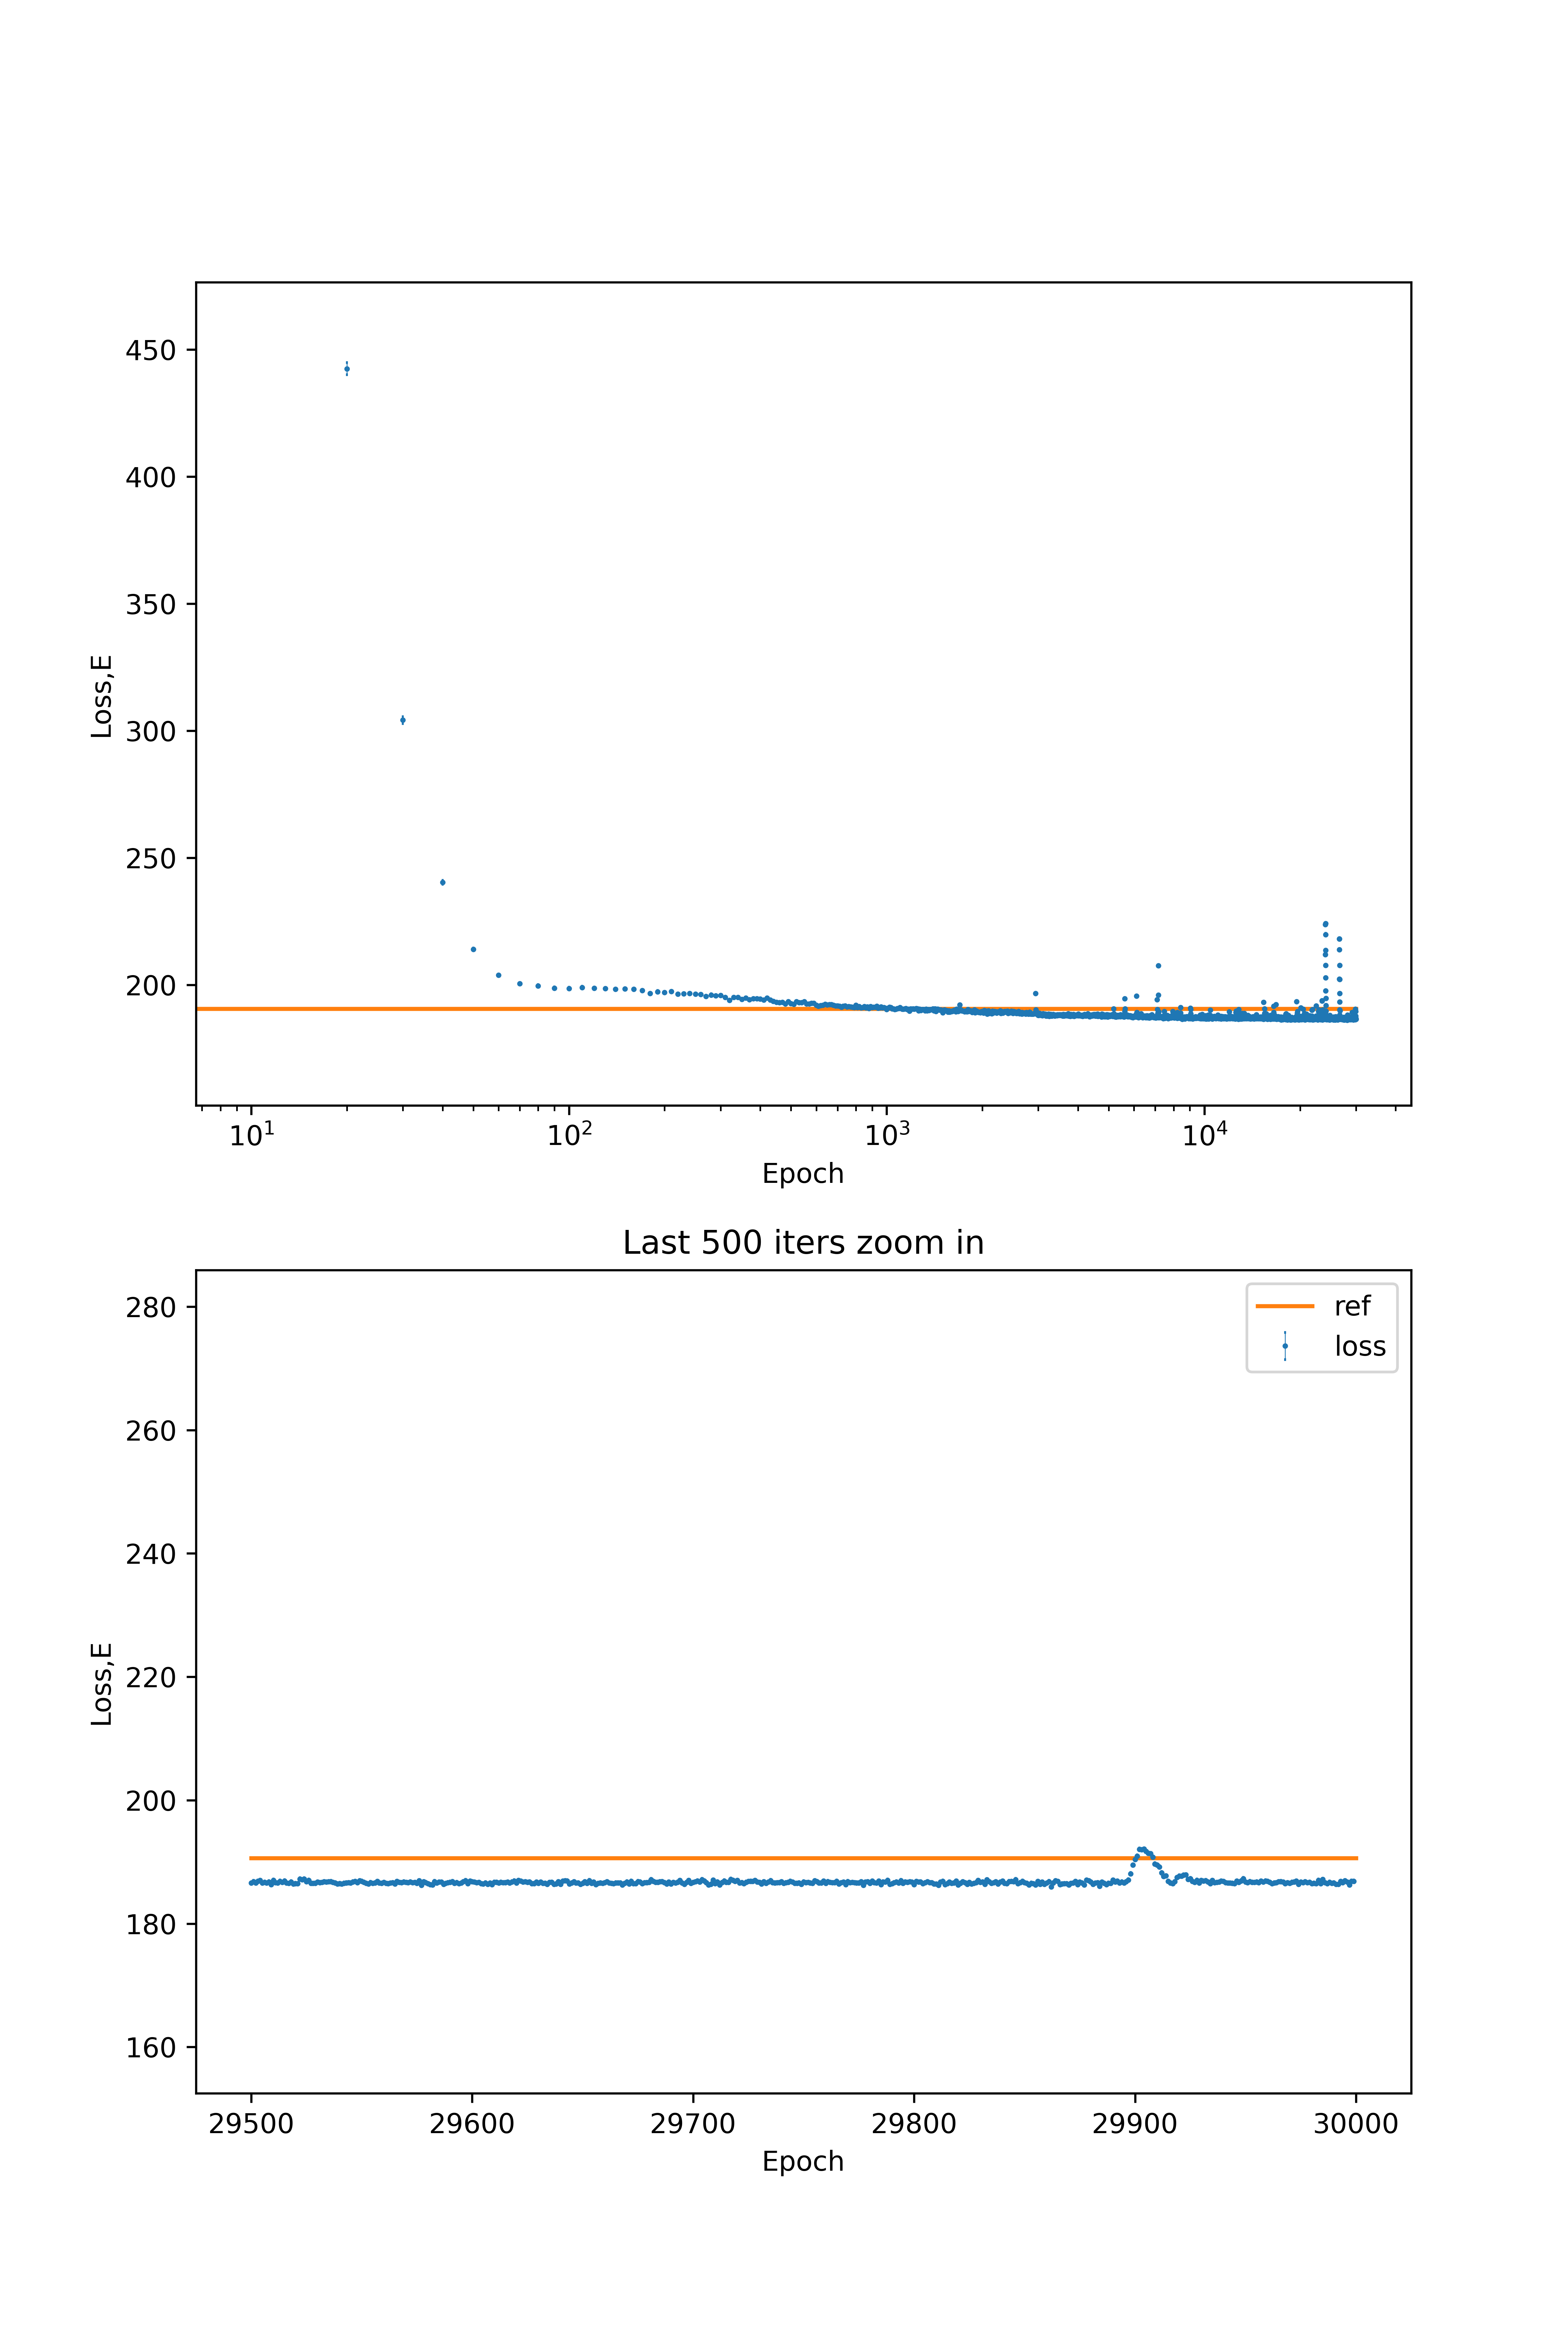 450
400
350
300
250
200
Loss,E
10¹ 10² 10³ 10⁴
Epoch
Last 500 iters zoom in
280
260
240
220
200
180
160
Loss,E
ref
loss
29500 29600 29700 29800 29900 30000
Epoch